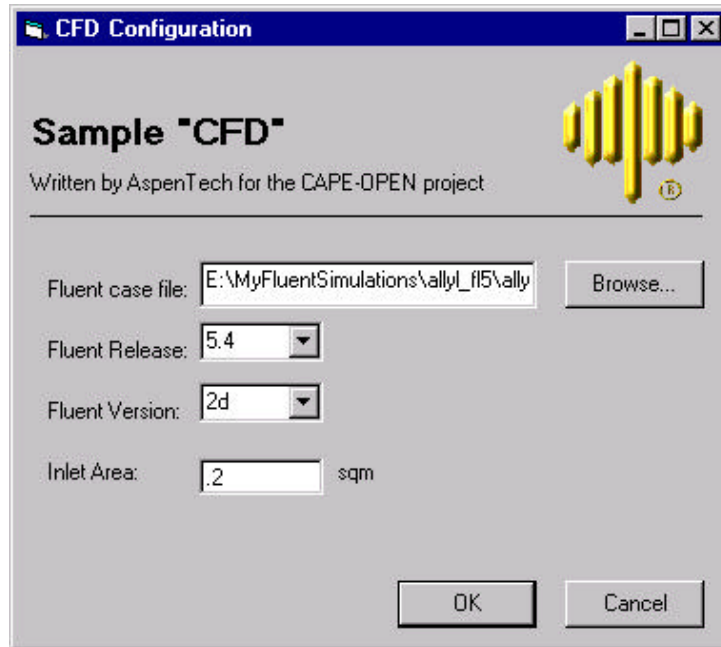 CFD Configuration
Sample "CFD"
Written by AspenTech for the CAPE-OPEN project
®
Fluent case file: E:\MyFluentSimulations\allyl_fl5\ally Browse...
Fluent Release: 5.4
Fluent Version: 2d
Inlet Area: .2 sqm
OK Cancel